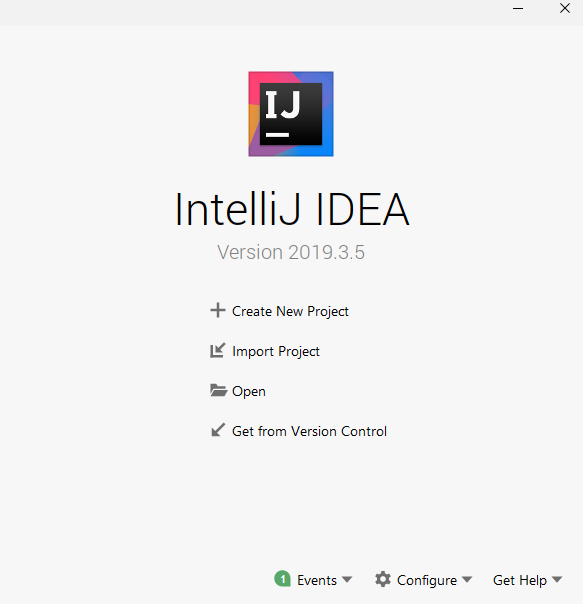 IJ
IntelliJ IDEA
Version 2019.3.5
Create New Project
Import Project
Open
Get from Version Control
1 Events Configure Get Help